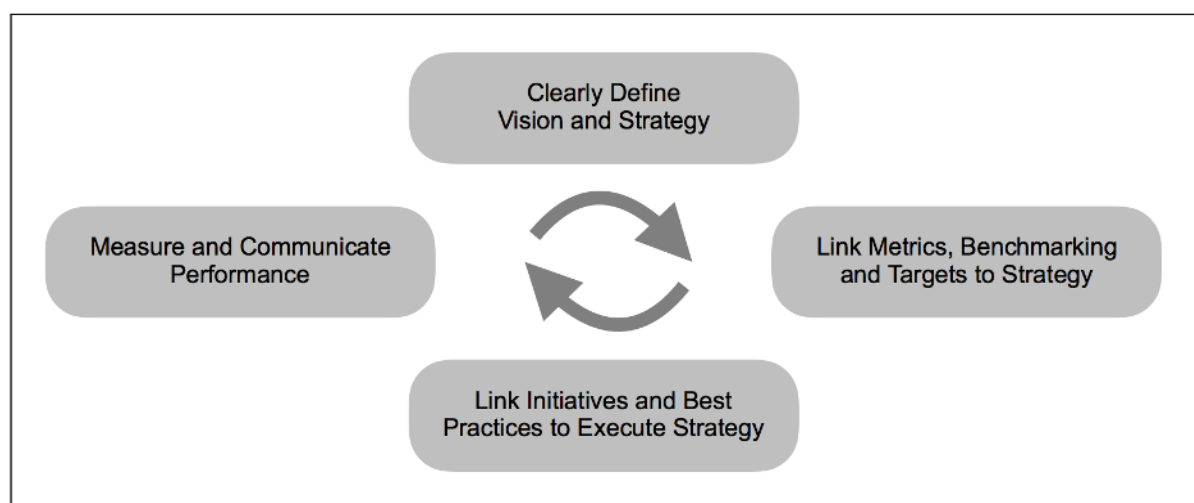 Clearly Define
Vision and Strategy
Measure and Communicate
Performance
Link Metrics, Benchmarking
and Targets to Strategy
Link Initiatives and Best
Practices to Execute Strategy